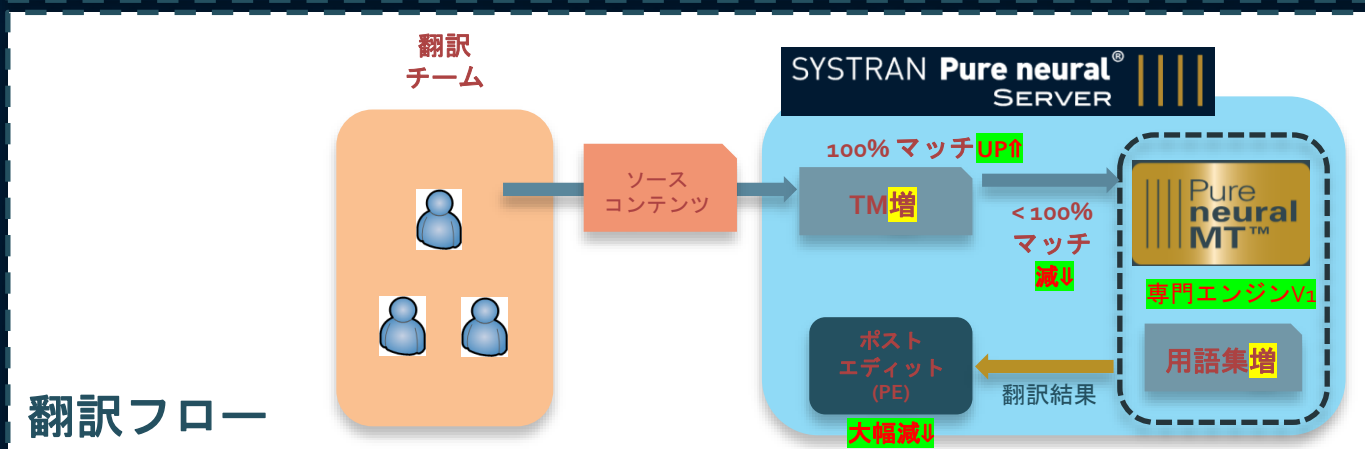 翻訳
チーム
SYSTRAN Pure neural®
SERVER
ソース
コンテンツ
100% マッチUP⇑
TM増
< 100%
マッチ
減⇓
Pure
neural
MT™
専門エンジンV1
用語集増
ポスト
エディット
(PE)
翻訳結果
大幅減⇓
翻訳フロー